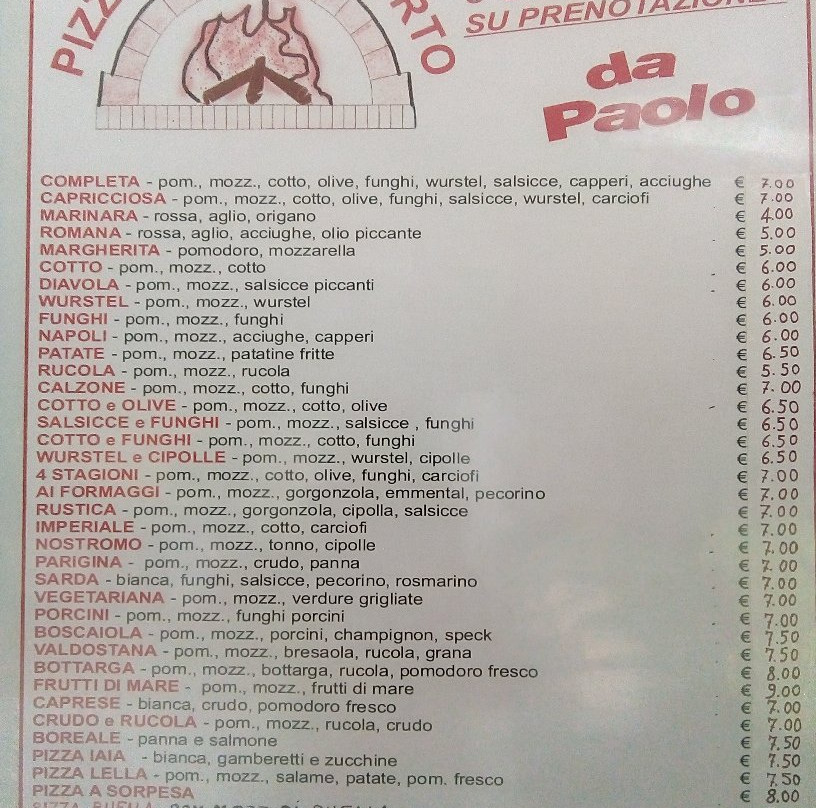 SU PRENOTAZIONE
da
Paolo
COMPLETA - pom., mozz., cotto, olive, funghi, wurstel, salsicce, capperi, acciughe € 7.00
CAPRICCIOSA - pom., mozz., cotto, olive, funghi, salsicce, wurstel, carciofi € 7.00
MARINARA - rossa, aglio, origano € 4.00
ROMANA - rossa, aglio, acciughe, olio piccante € 5.00
MARGHERITA - pomodoro, mozzarella € 5.00
COTTO - pom., mozz., cotto € 6.00
DIAVOLA - pom., mozz., salsicce piccanti € 6.00
WURSTEL - pom., mozz., wurstel € 6.00
FUNGHI - pom., mozz., funghi € 6.00
NAPOLI - pom., mozz., acciughe, capperi € 6.00
PATATE - pom., mozz., patatine fritte € 6.50
RUCOLA - pom., mozz., rucola € 5.50
CALZONE - pom., mozz., cotto, funghi € 7.00
COTTO e OLIVE - pom., mozz., cotto, olive € 6.50
SALSICCE e FUNGHI - pom., mozz., salsicce , funghi € 6.50
COTTO e FUNGHI - pom., mozz., cotto, funghi € 6.50
WURSTEL e CIPOLLE - pom., mozz., wurstel, cipolle € 6.50
4 STAGIONI - pom., mozz., cotto, olive, funghi, carciofi € 7.00
AI FORMAGGI - pom., mozz., gorgonzola, emmental, pecorino € 7.00
RUSTICA - pom., mozz., gorgonzola, cipolla, salsicce € 7.00
IMPERIALE - pom., mozz., cotto, carciofi € 7.00
NOSTROMO - pom., mozz., tonno, cipolle € 7.00
PARIGINA - pom., mozz., crudo, panna € 7.00
SARDA - bianca, funghi, salsicce, pecorino, rosmarino € 7.00
VEGETARIANA - pom., mozz., verdure grigliate € 7.00
PORCINI - pom., mozz., funghi porcini € 7.00
BOSCAIOLA - pom., mozz., porcini, champignon, speck € 7.50
VALDOSTANA - pom., mozz., bresaola, rucola, grana € 7.50
BOTTARGA - pom., mozz., bottarga, rucola, pomodoro fresco € 8.00
FRUTTI DI MARE - pom., mozz., frutti di mare € 9.00
CAPRESE - bianca, crudo, pomodoro fresco € 7.00
CRUDO e RUCOLA - pom., mozz., rucola, crudo € 7.00
BOREALE - panna e salmone € 7.50
PIZZA IAIA - bianca, gamberetti e zucchine € 7.50
PIZZA LELLA - pom., mozz., salame, patate, pom. fresco € 7.50
PIZZA A SORPESA € 8.00